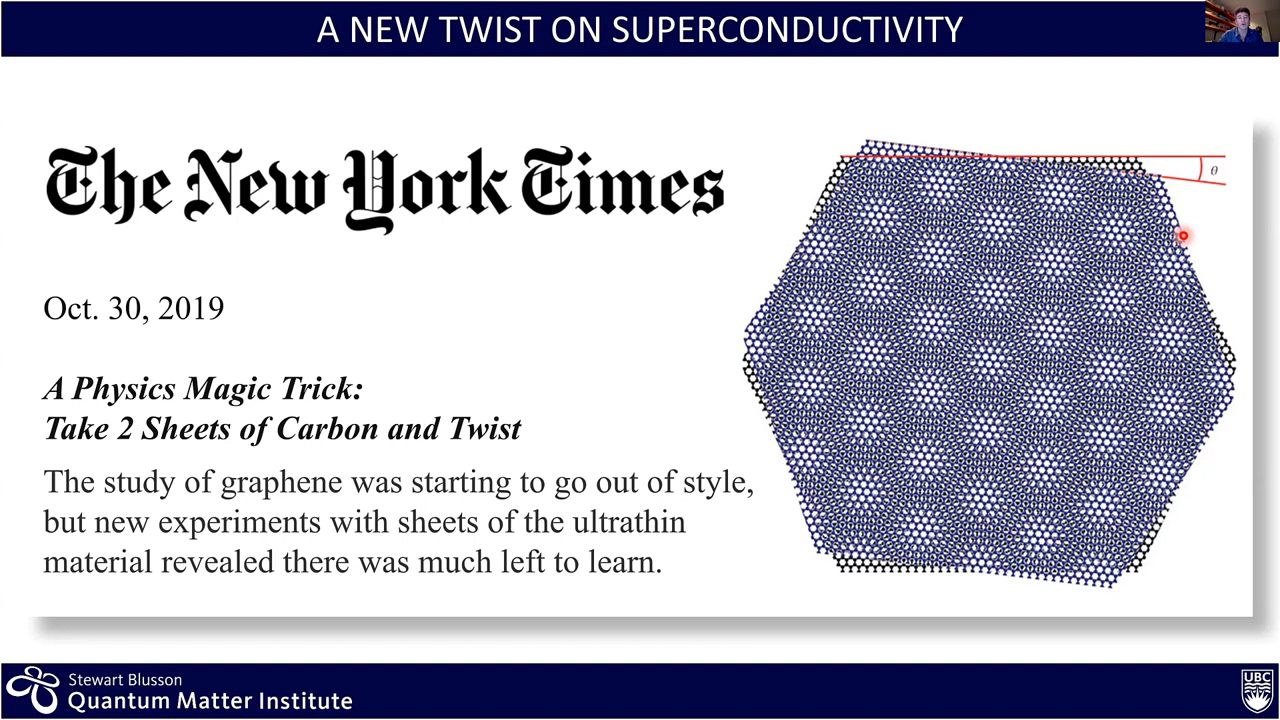 A NEW TWIST ON SUPERCONDUCTIVITY
The New York Times
θ
Oct. 30, 2019
A Physics Magic Trick:
Take 2 Sheets of Carbon and Twist
The study of graphene was starting to go out of style,
but new experiments with sheets of the ultrathin
material revealed there was much left to learn.
Stewart Blusson
Quantum Matter Institute
UBC